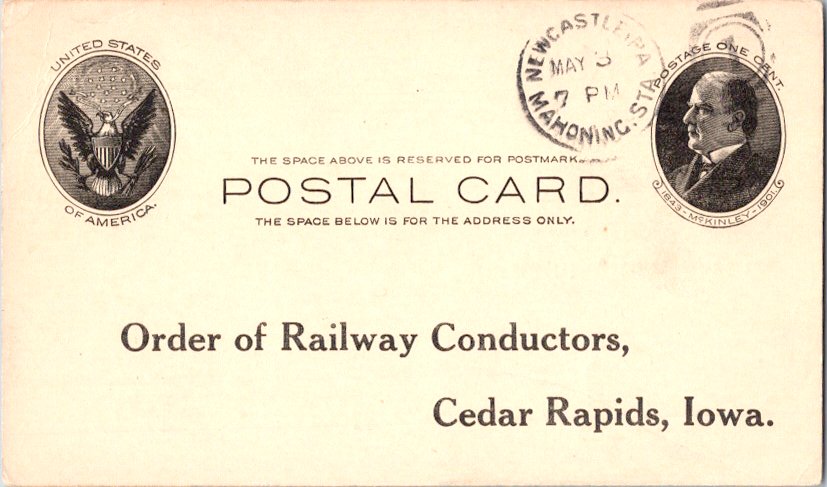 UNITED STATES
OF AMERICA.
NEWCASTLE, PA
MAY 3
7 PM
MAHONING. STA.
POSTAGE ONE CENT.
1843-McKINLEY-1901.
THE SPACE ABOVE IS RESERVED FOR POSTMARK.
POSTAL CARD.
THE SPACE BELOW IS FOR THE ADDRESS ONLY.
Order of Railway Conductors,
Cedar Rapids, Iowa.